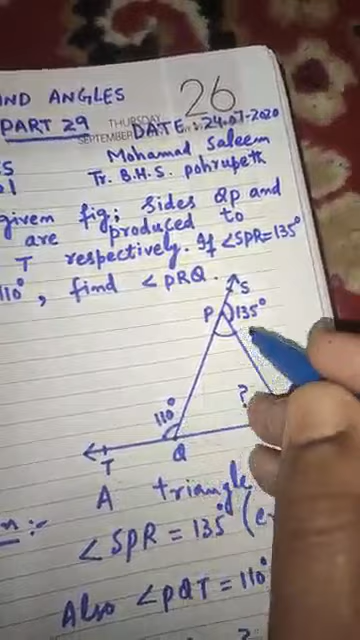 AND ANGLES
26
PART 29
THURSDAY
SEPTEMBER
DATE : 24-07-2020
Mohamad Saleem
Tr. B.H.S. pohrupeth
given fig; Sides QP and
are produced to
T respectively. If <SPR=135°
110°, find <PRQ.
S
P 135°
110° ?
T Q
A triangle
:-
<SPR = 135°
Also <PQT = 110°